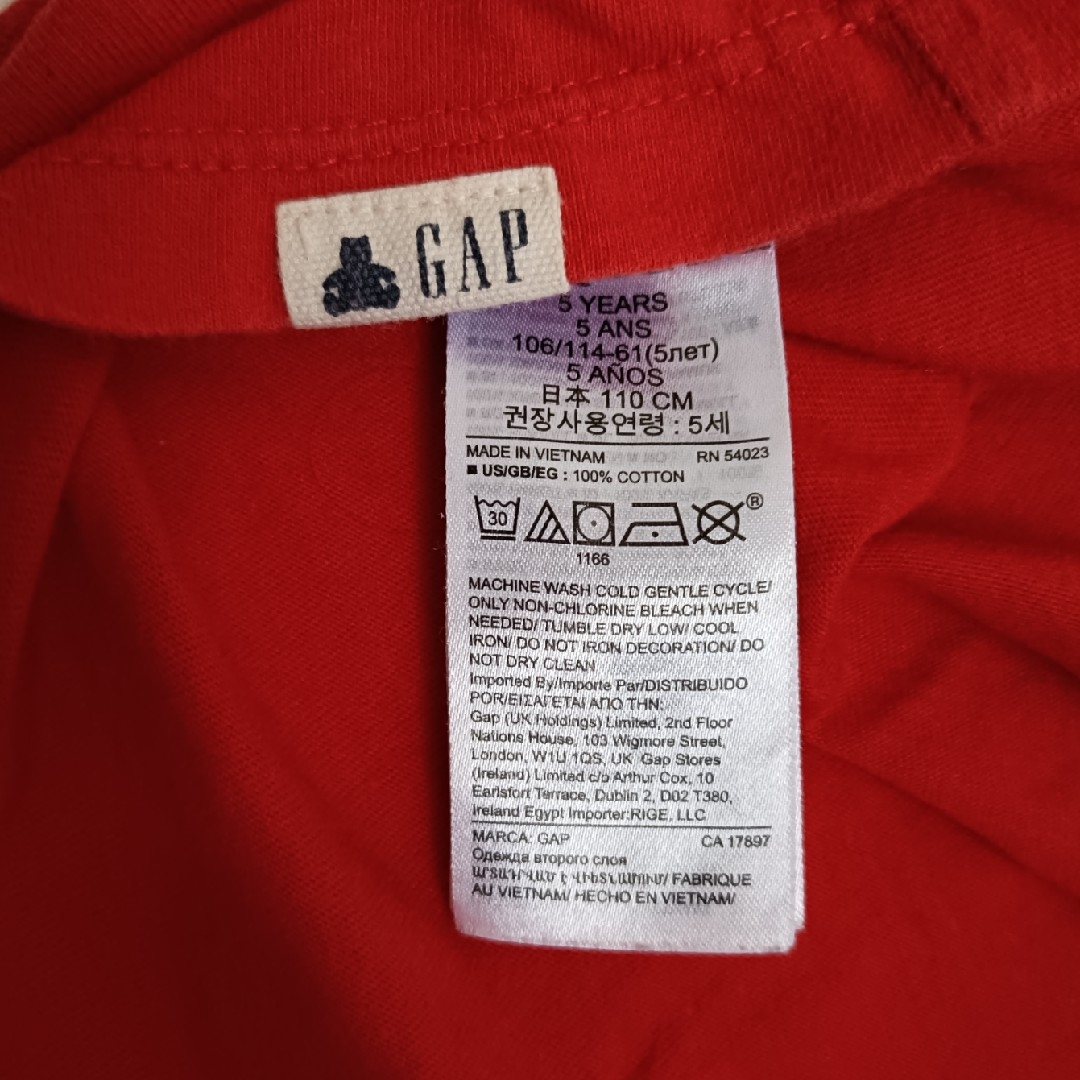 GAP
5 YEARS
5 ANS
106/114-61(5лет)
5 AÑOS
日本 110 CM
권장사용연령 : 5세
MADE IN VIETNAM RN 54023
US/GB/EG : 100% COTTON
30 ®
1166
MACHINE WASH COLD GENTLE CYCLE/
ONLY NON-CHLORINE BLEACH WHEN
NEEDED/ TUMBLE DRY LOW/ COOL
IRON/ DO NOT IRON DECORATION/ DO
NOT DRY CLEAN
Imported By/Importe Par/DISTRIBUIDO
POR/ΕΙΣΑΓΕΤΑΙ ΑΠΟ ΤΗΝ:
Gap (UK Holdings) Limited, 2nd Floor
Nations House, 103 Wigmore Street,
London, W1U 1QS, UK Gap Stores
(Ireland) Limited c/o Arthur Cox, 10
Earlsfort Terrace, Dublin 2, D02 T380,
Ireland Egypt Importer:RIGE, LLC
MARCA: GAP CA 17897
Одежда второго слоя
FABRIQUE
AU VIETNAM/ HECHO EN VIETNAM/